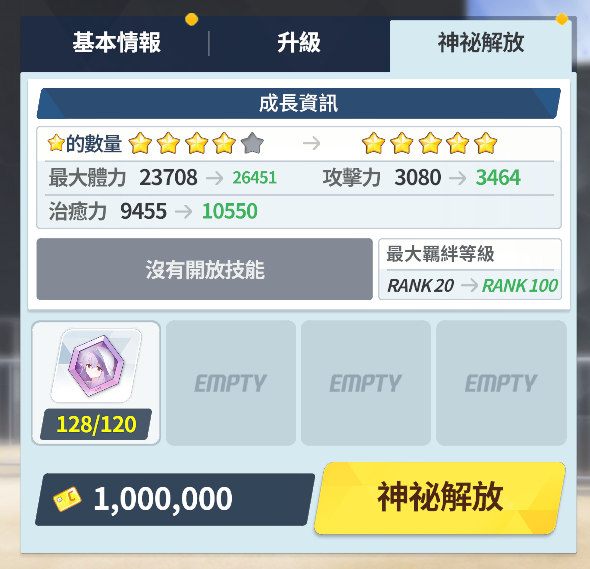 基本情報
升級
神祕解放
成長資訊
的數量
最大體力 23708 → 26451 攻擊力 3080 → 3464
治癒力 9455 → 10550
沒有開放技能
最大羈絆等級
RANK 20 → RANK 100
128/120
EMPTY
EMPTY
EMPTY
1,000,000
神祕解放